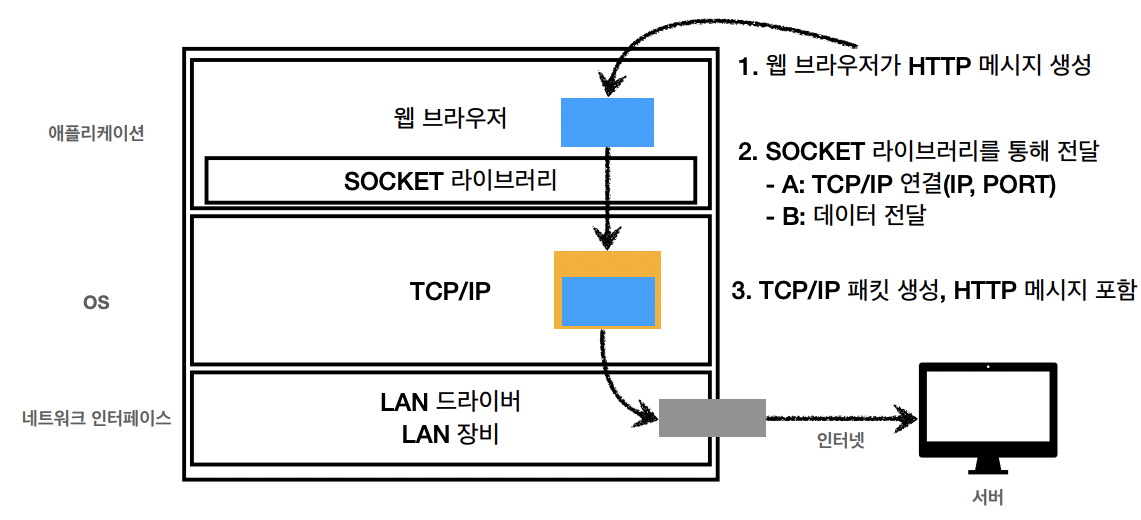 1. 웹 브라우저가 HTTP 메시지 생성
애플리케이션
웹 브라우저
SOCKET 라이브러리
2. SOCKET 라이브러리를 통해 전달
- A: TCP/IP 연결(IP, PORT)
- B: 데이터 전달
OS
TCP/IP
3. TCP/IP 패킷 생성, HTTP 메시지 포함
네트워크 인터페이스
LAN 드라이버
LAN 장비
인터넷
서버